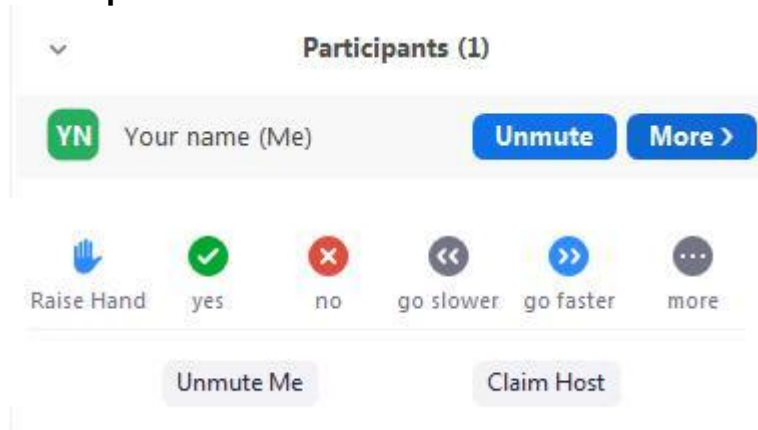 Participants (1)
YN Your name (Me) Unmute More >
Raise Hand yes no go slower go faster more
Unmute Me Claim Host